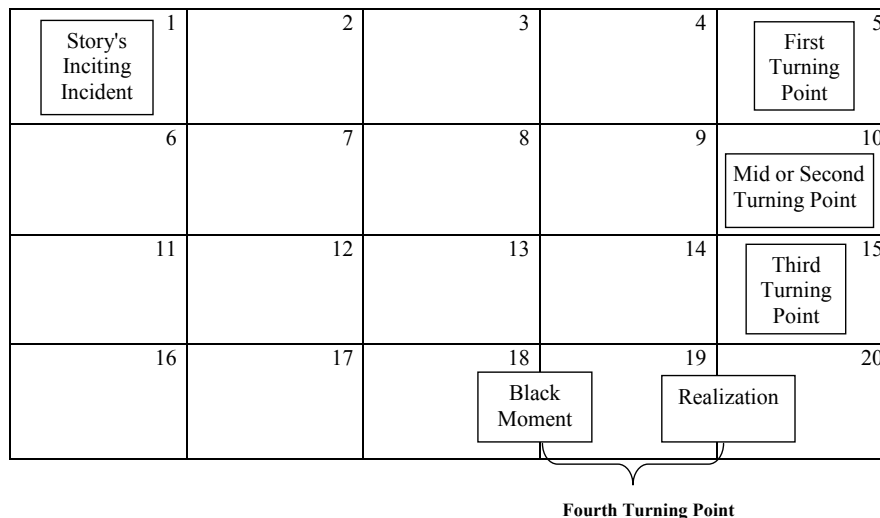 1 2 3 4 5
Story's
Inciting
Incident
First
Turning
Point
6 7 8 9 10
Mid or Second
Turning Point
11 12 13 14 15
Third
Turning
Point
16 17 18 19 20
Black
Moment
Realization
Fourth Turning Point